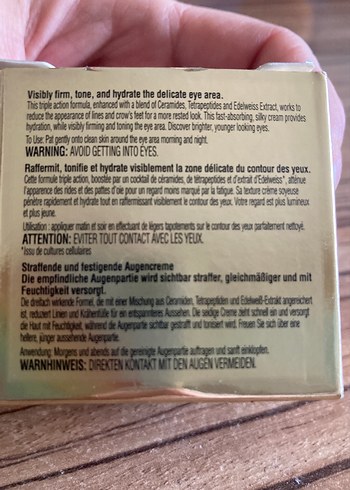 Visibly firm, tone, and hydrate the delicate eye area.
This triple action formula, enhanced with a blend of Ceramides, Tetrapeptides and Edelweiss Extract, works to
reduce the appearance of lines and crow's feet for a more rested look. This fast-absorbing, silky cream provides
hydration, while visibly firming and toning the eye area. Discover brighter, younger looking eyes.
To Use: Pat gently onto clean skin around the eye area morning and night.
WARNING: AVOID GETTING INTO EYES.
Raffermit, tonifie et hydrate visiblement la zone délicate du contour des yeux.
Cette formule triple action, boostée par un cocktail de céramides, de tétrapeptides et d'extrait d'Edelweiss*, atténue
l'apparence des rides et des pattes d'oie pour un regard moins marqué par la fatigue. Sa texture crème soyeuse
pénètre rapidement et hydrate tout en raffermissant visiblement le contour des yeux. Votre regard est plus lumineux
et plus jeune.
Utilisation : appliquer matin et soir en effectuant de légers tapotements sur le contour des yeux parfaitement nettoyé.
ATTENTION: ÉVITER TOUT CONTACT AVEC LES YEUX.
*Issu de cultures cellulaires
Straffende und festigende Augencreme
Die empfindliche Augenpartie wird sichtbar straffer, gleichmäßiger und mit
Feuchtigkeit versorgt.
Die dreifach wirkende Formel, die mit einer Mischung aus Ceramiden, Tetrapeptiden und Edelweiß-Extrakt angereichert
ist, reduziert Linien und Krähenfüße für ein entspannteres Aussehen. Die seidige Creme zieht schnell ein und versorgt
die Haut mit Feuchtigkeit, während die Augenpartie sichtbar gestrafft und tonisiert wird. Freuen Sie sich über eine
hellere, jünger aussehende Augenpartie.
Anwendung: Morgens und abends auf die gereinigte Augenpartie auftragen und sanft einklopfen.
WARNHINWEIS: DIREKTEN KONTAKT MIT DEN AUGEN VERMEIDEN.